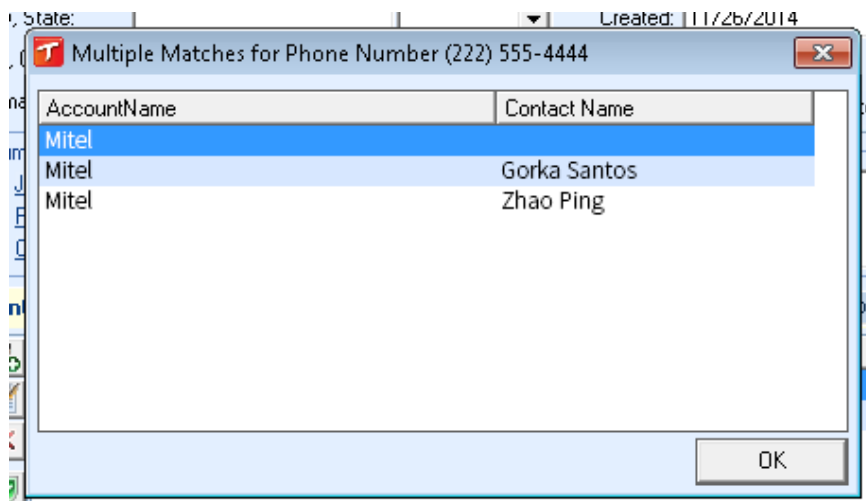 State:
Created: 11/26/2014
Multiple Matches for Phone Number (222) 555-4444
AccountName Contact Name
Mitel
Mitel Gorka Santos
Mitel Zhao Ping
OK